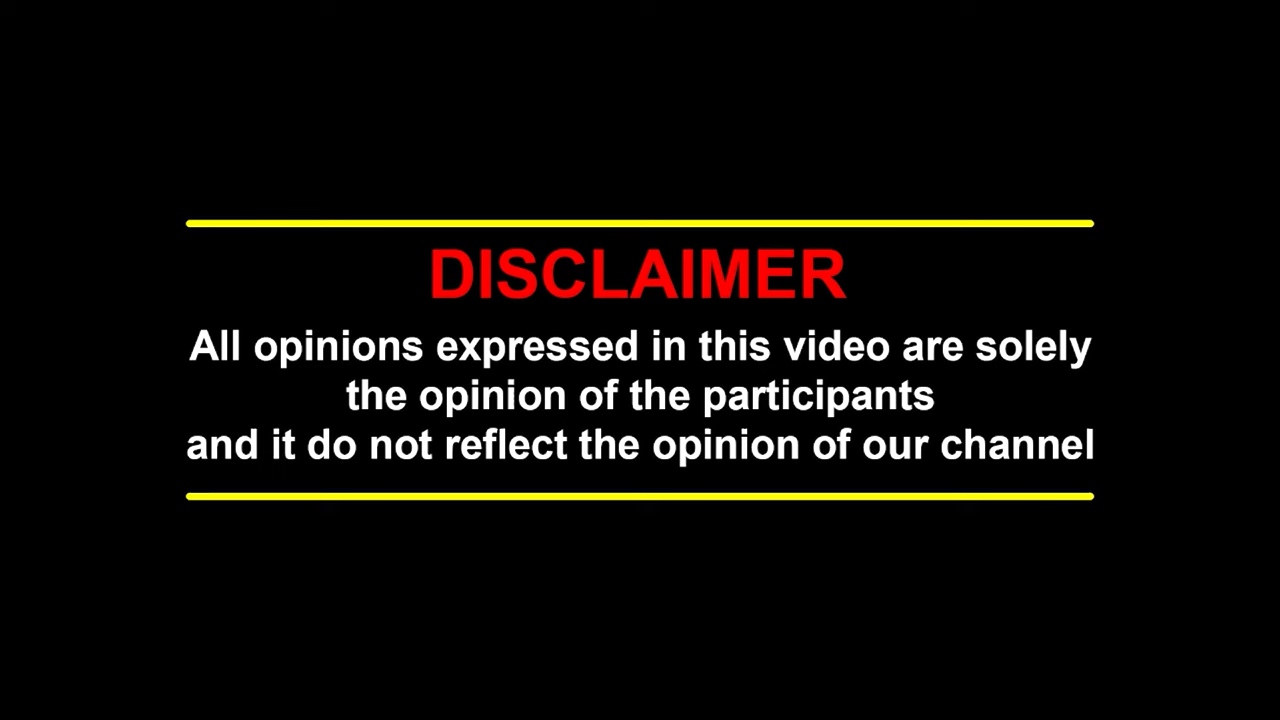 DISCLAIMER
All opinions expressed in this video are solely
the opinion of the participants
and it do not reflect the opinion of our channel